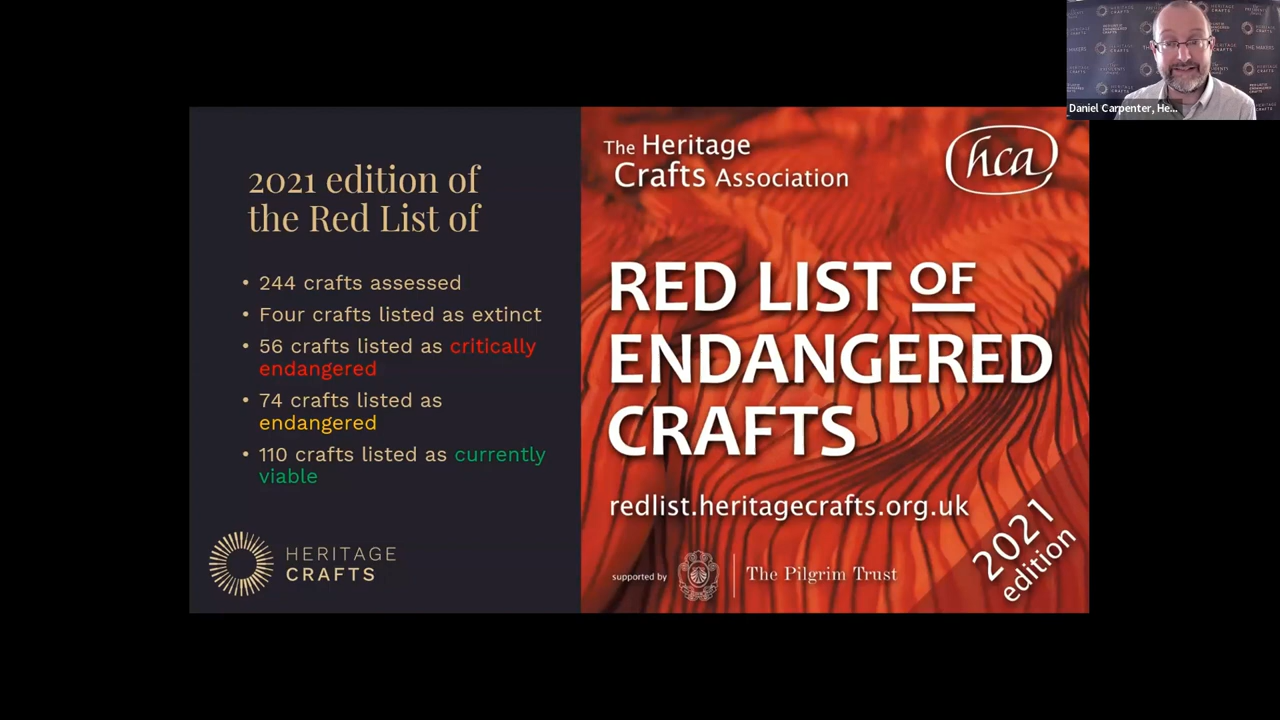 2021 edition of
the Red List of
• 244 crafts assessed
• Four crafts listed as extinct
• 56 crafts listed as critically
endangered
• 74 crafts listed as
endangered
• 110 crafts listed as currently
viable
HERITAGE
CRAFTS
The Heritage
Crafts Association
hca
RED LIST OF
ENDANGERED
CRAFTS
redlist.heritagecrafts.org.uk
supported by
The Pilgrim Trust
2021
edition
Daniel Carpenter, He...
HERITAGE
CRAFTS